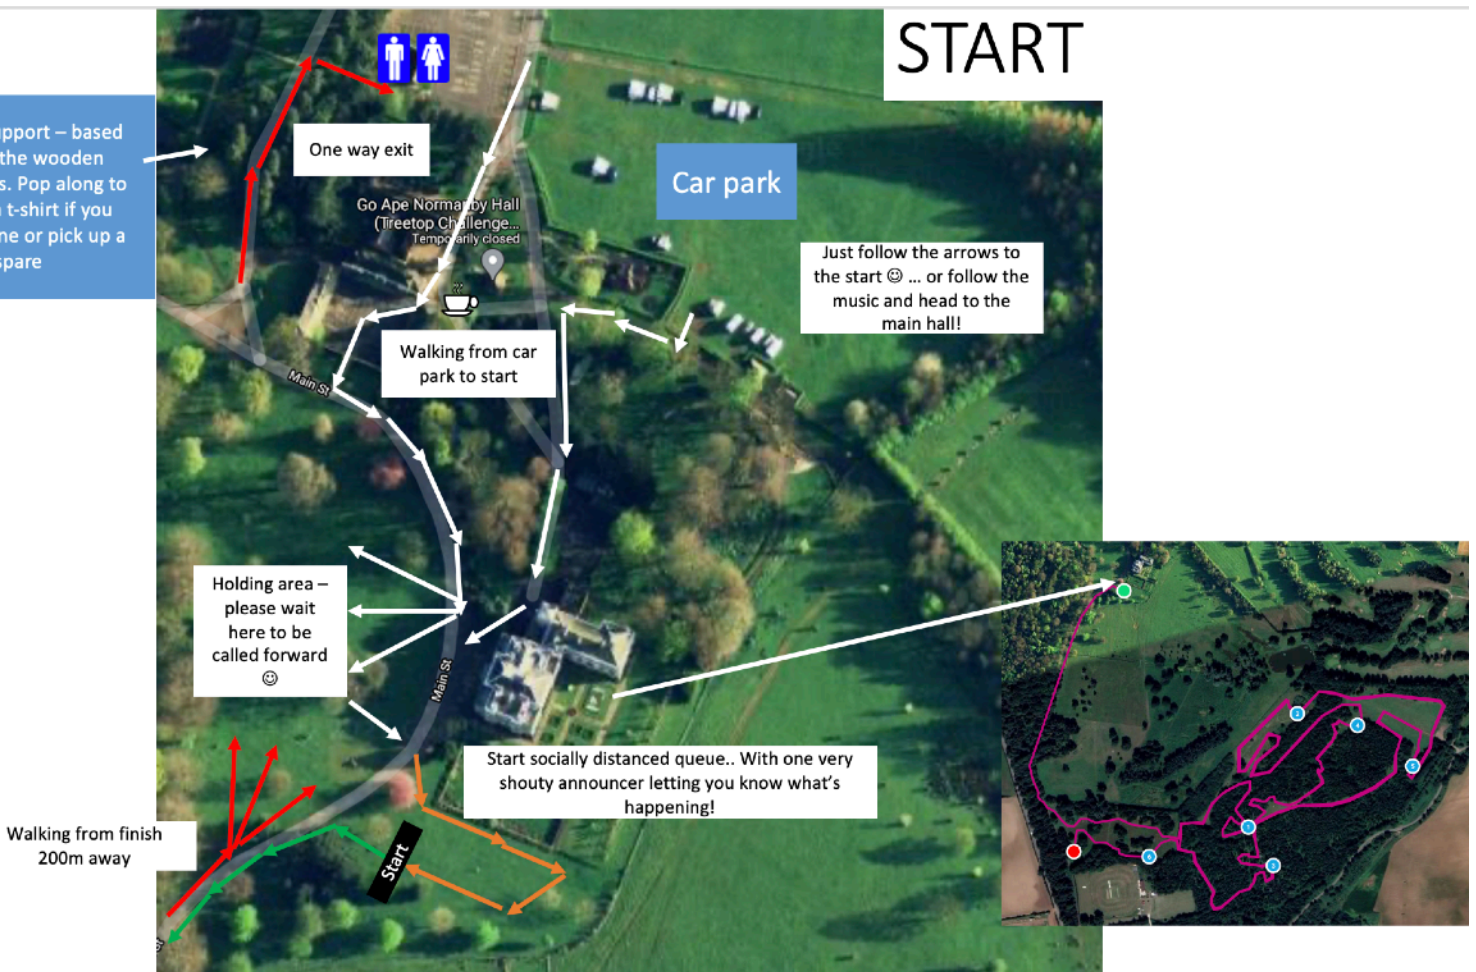 START
upport – based
the wooden
s. Pop along to
t-shirt if you
ne or pick up a
spare
One way exit
Car park
Go Ape Normanby Hall
(Treetop Challenge...
Temporarily closed
Just follow the arrows to
the start ☺ ... or follow the
music and head to the
main hall!
Walking from car
park to start
Main St
Holding area –
please wait
here to be
called forward
☺
Main St
Start socially distanced queue.. With one very
shouty announcer letting you know what's
happening!
Walking from finish
200m away
Start
St